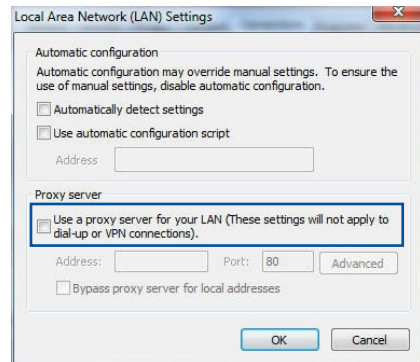 Local Area Network (LAN) Settings
Automatic configuration
Automatic configuration may override manual settings. To ensure the
use of manual settings, disable automatic configuration.
Automatically detect settings
Use automatic configuration script
Address
Proxy server
Use a proxy server for your LAN (These settings will not apply to
dial-up or VPN connections).
Address: Port: 80 Advanced
Bypass proxy server for local addresses
OK Cancel